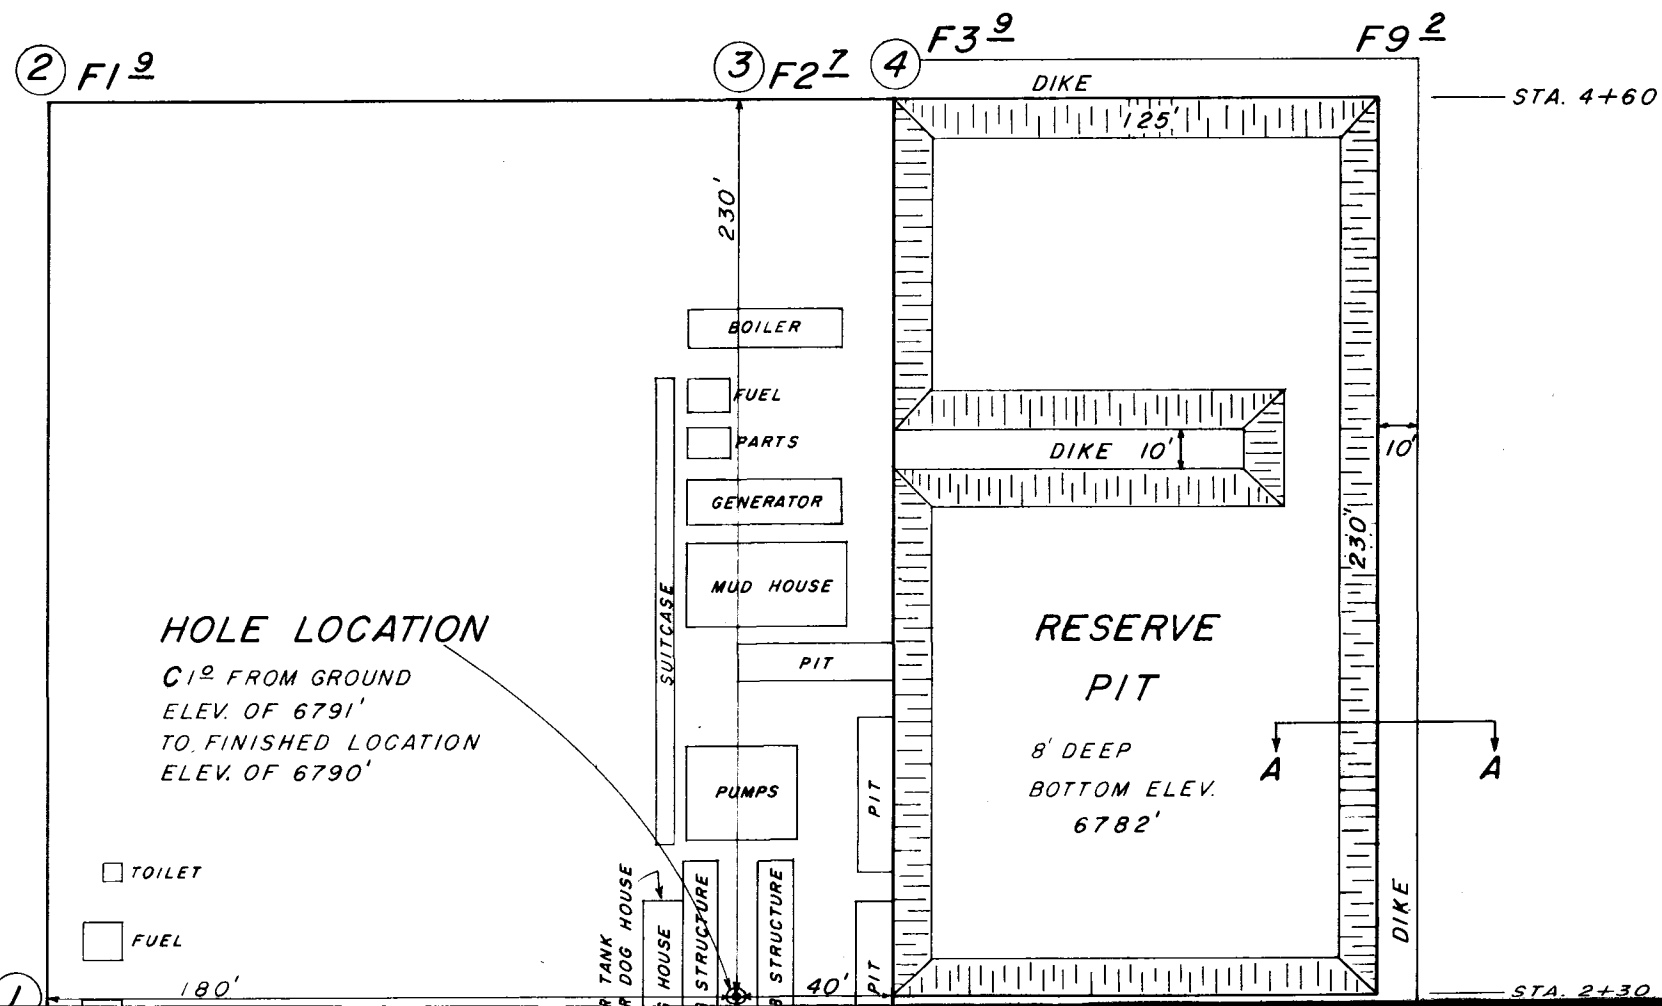 2 F1 9
3 F2 7
4 F3 9
F9 2
DIKE
125'
STA. 4+60
230'
BOILER
FUEL
PARTS
GENERATOR
MUD HOUSE
SUITCASE
PIT
PUMPS
PIT
PIT
DIKE 10'
10'
230"
HOLE LOCATION
C 1 0 FROM GROUND
ELEV. OF 6791'
TO FINISHED LOCATION
ELEV. OF 6790'
RESERVE
PIT
8' DEEP
BOTTOM ELEV.
6782'
A A
TOILET
FUEL
TANK
DOG HOUSE
HOUSE
STRUCTURE
STRUCTURE
DIKE
1
180'
40'
STA. 2+30